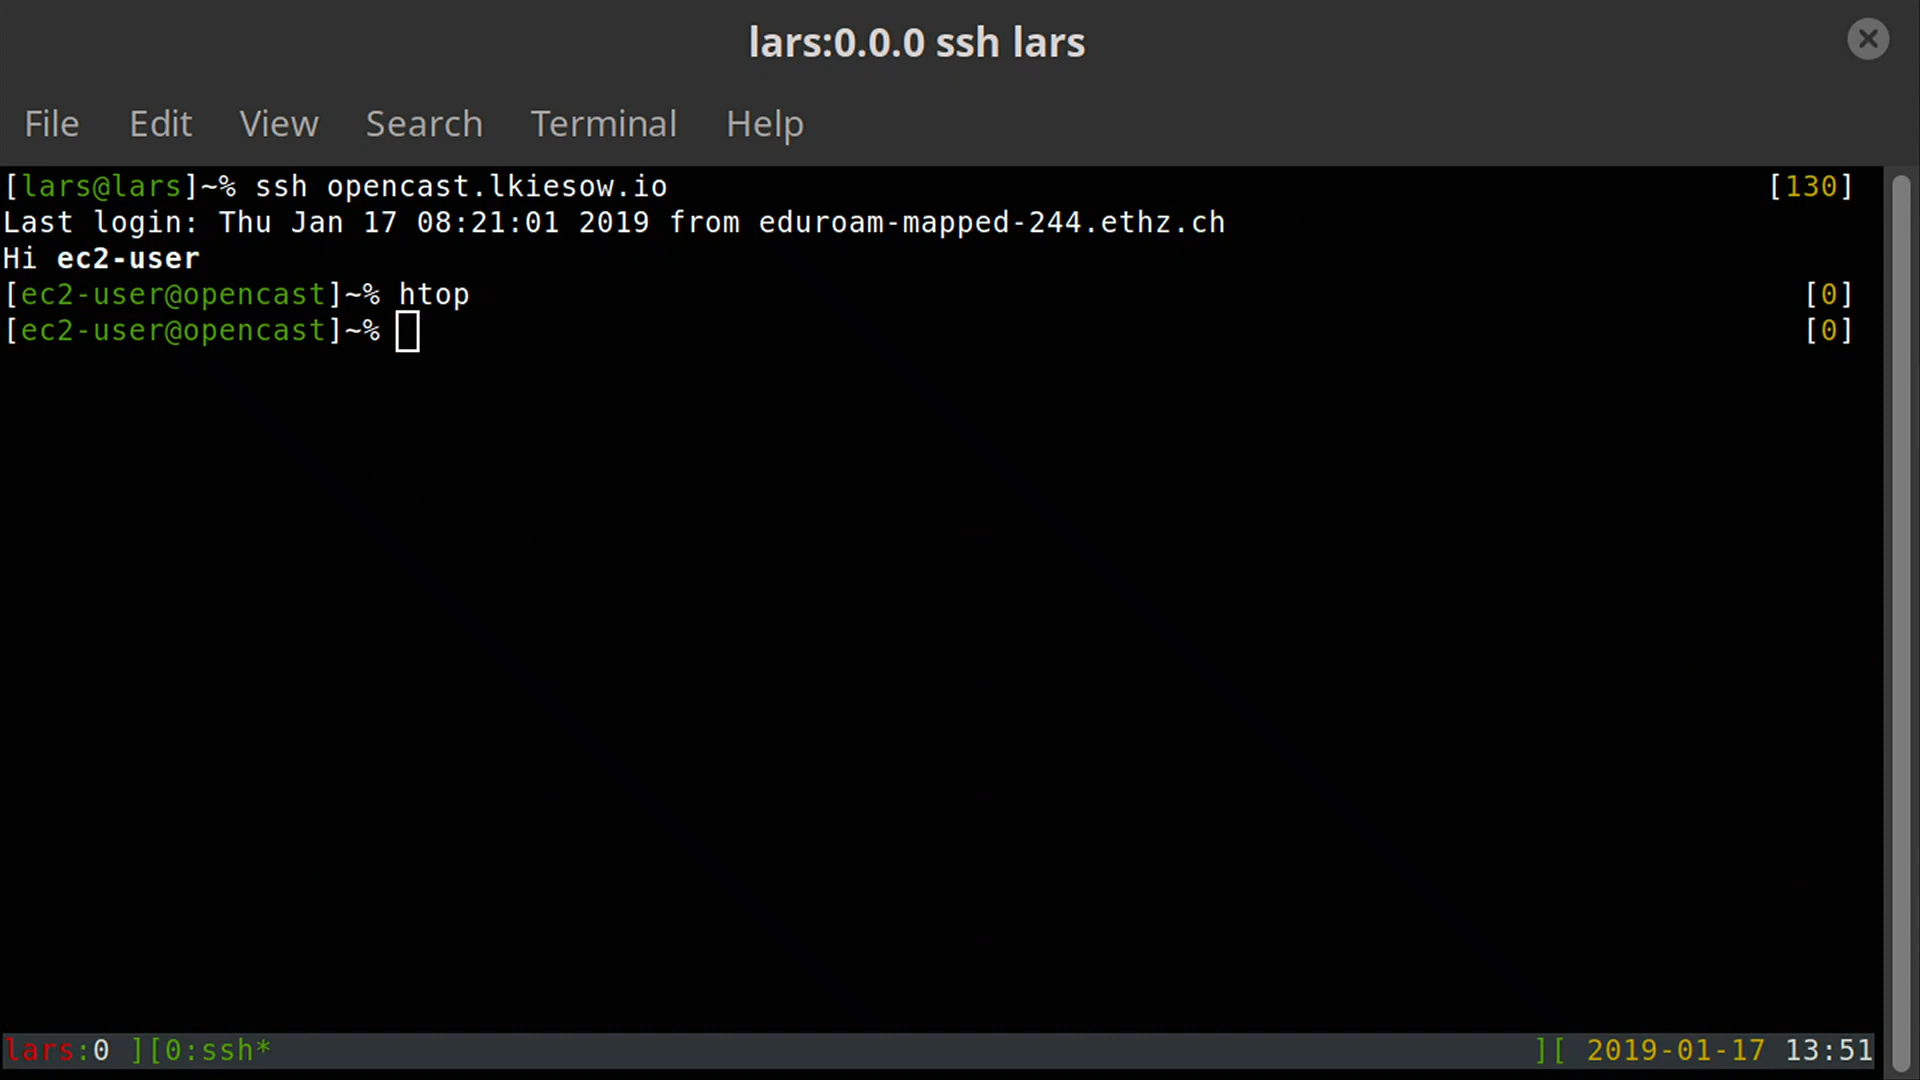 lars:0.0.0 ssh lars
File Edit View Search Terminal Help
[lars@lars]~% ssh opencast.lkiesow.io [130]
Last login: Thu Jan 17 08:21:01 2019 from eduroam-mapped-244.ethz.ch
Hi ec2-user
[ec2-user@opencast]~% htop [0]
[ec2-user@opencast]~% [0]
lars:0 ][0:ssh* ][ 2019-01-17 13:51